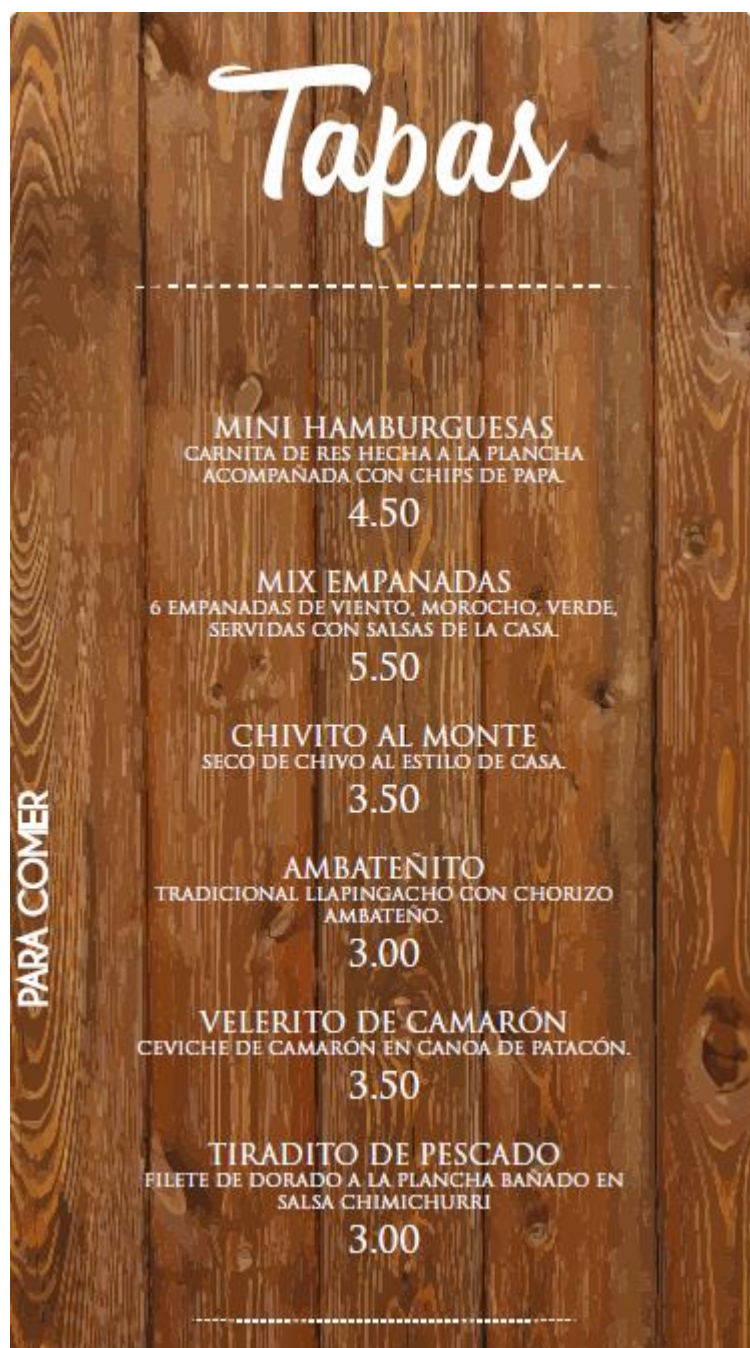 Tapas
MINI HAMBURGUESAS
CARNITA DE RES HECHA A LA PLANCHA
ACOMPAÑADA CON CHIPS DE PAPA.
4.50
MIX EMPANADAS
6 EMPANADAS DE VIENTO, MOROCHO, VERDE,
SERVIDAS CON SALSAS DE LA CASA.
5.50
CHIVITO AL MONTE
SECO DE CHIVO AL ESTILO DE CASA.
3.50
AMBATEÑITO
TRADICIONAL LLAPINGACHO CON CHORIZO
AMBATEÑO.
3.00
VELERITO DE CAMARÓN
CEVICHE DE CAMARÓN EN CANOA DE PATACÓN.
3.50
TIRADITO DE PESCADO
FILETE DE DORADO A LA PLANCHA BAÑADO EN
SALSA CHIMICHURRI
3.00
PARA COMER